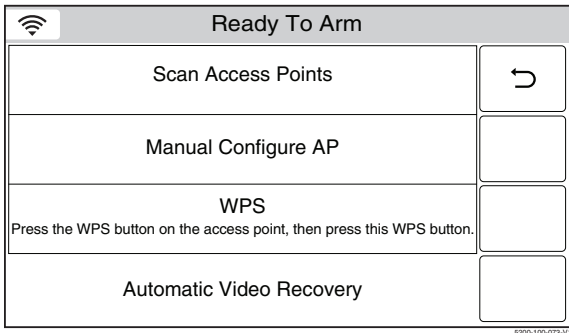 Ready To Arm
Scan Access Points
Manual Configure AP
WPS
Press the WPS button on the access point, then press this WPS button.
Automatic Video Recovery